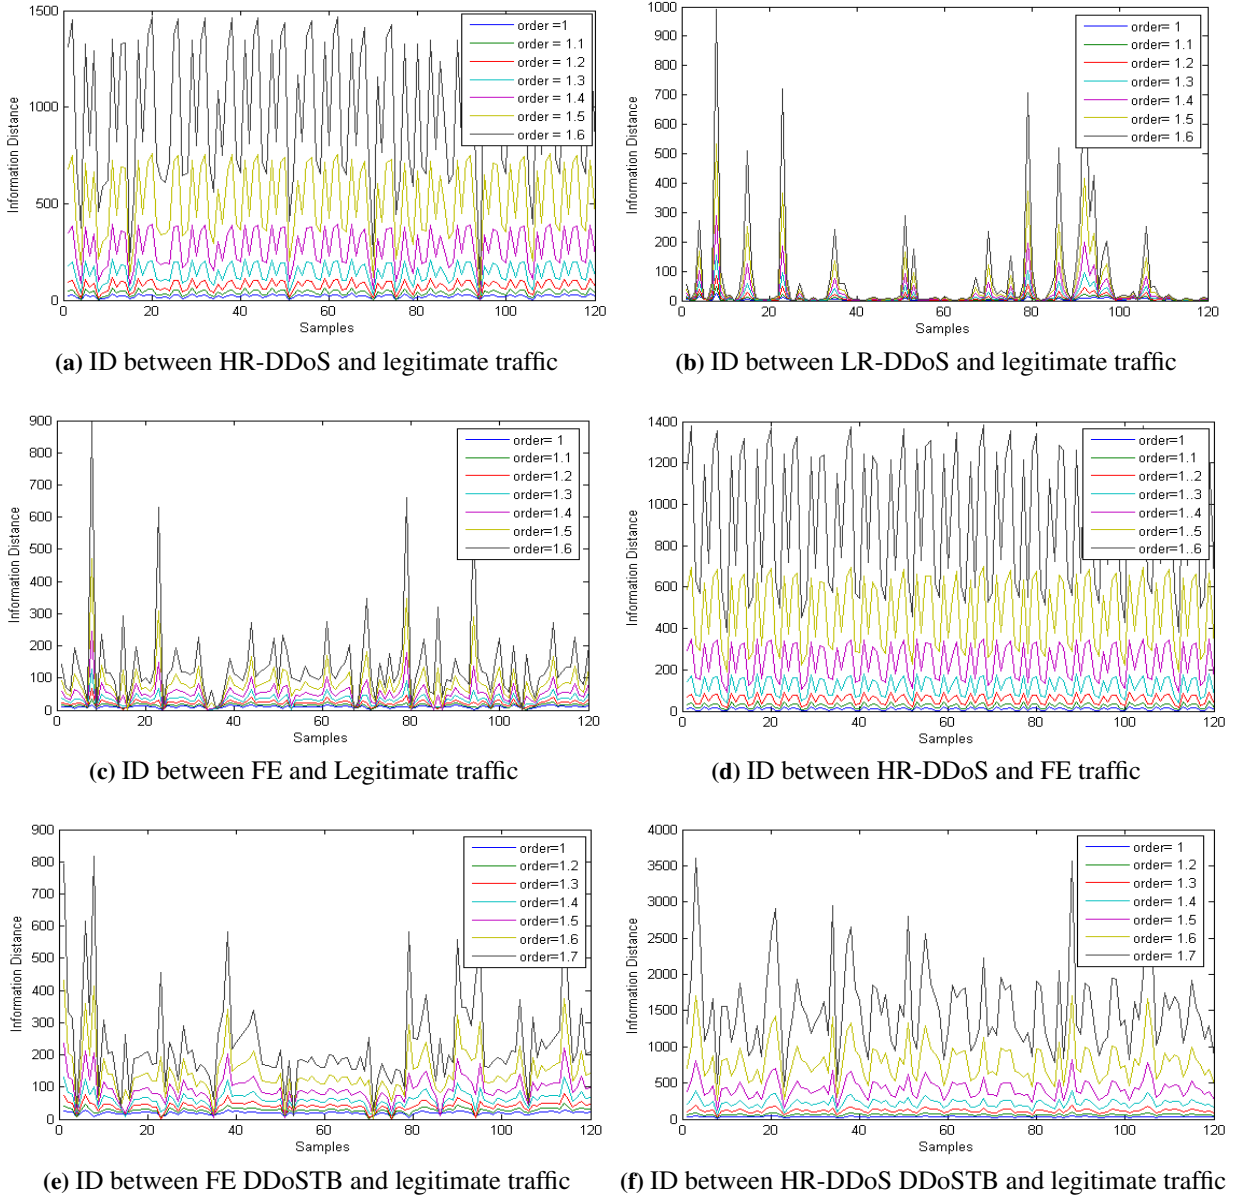 1500
1000
500
0
0
20
40
60
80
100
120
Information Distance
Samples
order =1
order = 1.1
order = 1.2
order = 1.3
order = 1.4
order = 1.5
order = 1.6
(a) ID between HR-DDoS and legitimate traffic
1000
900
800
700
600
500
400
300
200
100
0
0
20
40
60
80
100
120
Information Distance
Samples
order= 1
order= 1.1
order= 1.2
order= 1.3
order= 1.4
order= 1.5
order= 1.6
(b) ID between LR-DDoS and legitimate traffic
900
800
700
600
500
400
300
200
100
0
0
20
40
60
80
100
120
Information Distance
Samples
order= 1
order=1.1
order=1.2
order=1.3
order=1.4
order=1.5
order=1.6
(c) ID between FE and Legitimate traffic
1400
1200
1000
800
600
400
200
0
0
20
40
60
80
100
120
Information Distance
Samples
order= 1
order=1..1
order=1..2
order=1..3
order=1..4
order=1..5
order=1..6
(d) ID between HR-DDoS and FE traffic
900
800
700
600
500
400
300
200
100
0
0
20
40
60
80
100
120
Information Distance
Samples
order=1
order=1.2
order=1.3
order=1.4
order=1.5
order=1.6
order=1.7
(e) ID between FE DDoSTB and legitimate traffic
4000
3500
3000
2500
2000
1500
1000
500
0
0
20
40
60
80
100
120
Information Distance
Samples
order= 1
order= 1.2
order= 1.3
order= 1.4
order= 1.5
order= 1.6
order= 1.7
(f) ID between HR-DDoS DDoSTB and legitimate traffic